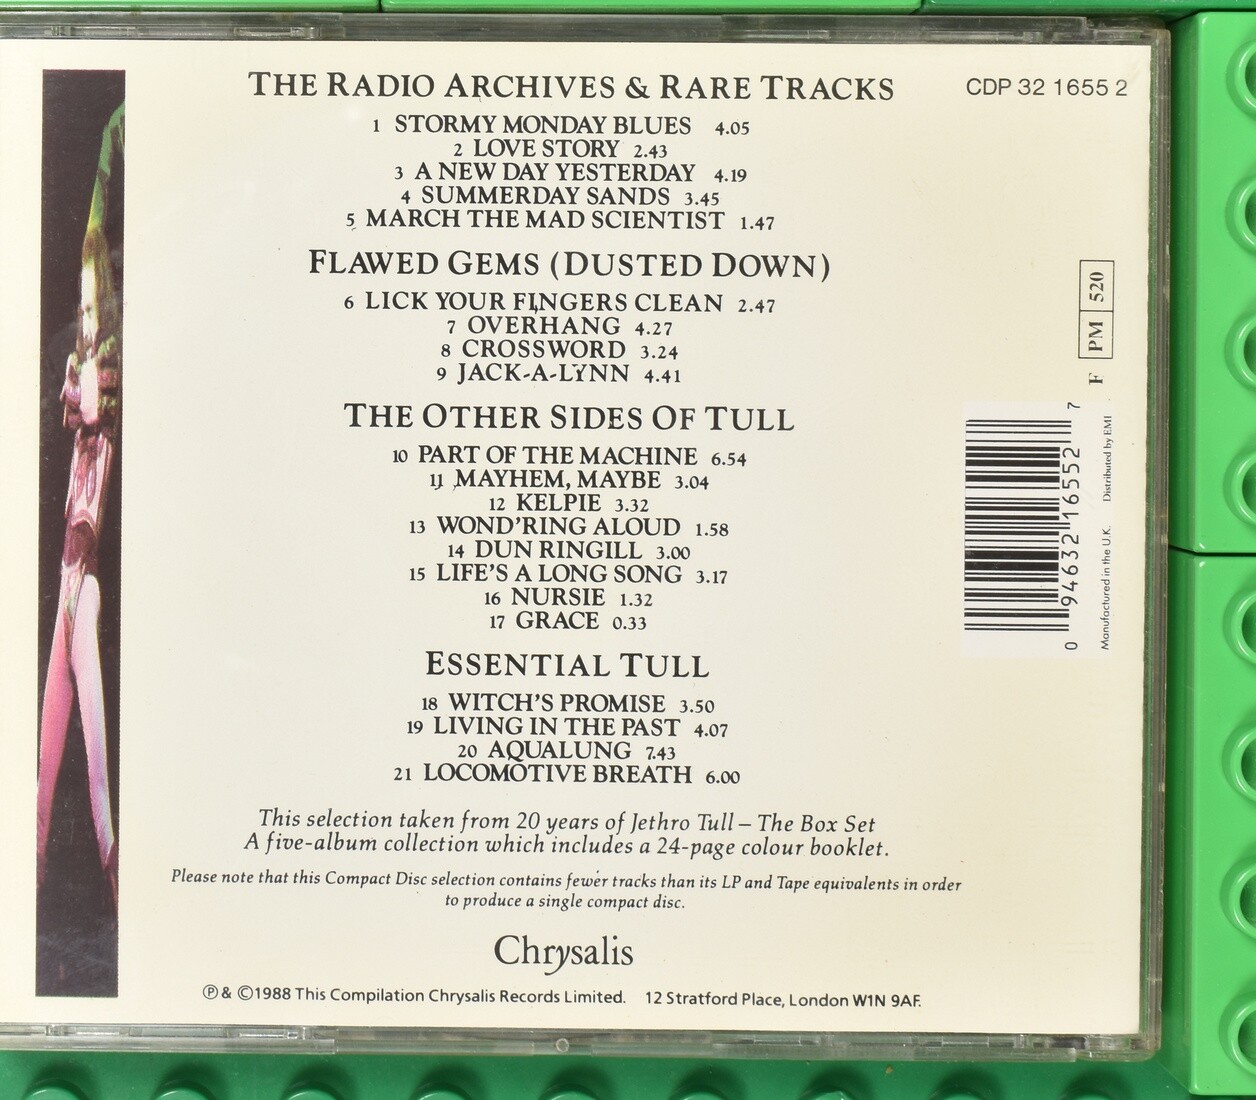 THE RADIO ARCHIVES & RARE TRACKS
CDP 32 1655 2
1 STORMY MONDAY BLUES 4.05
2 LOVE STORY 2.43
3 A NEW DAY YESTERDAY 4.19
4 SUMMERDAY SANDS 3.45
5 MARCH THE MAD SCIENTIST 1.47
FLAWED GEMS (DUSTED DOWN)
6 LICK YOUR FINGERS CLEAN 2.47
7 OVERHANG 4.27
8 CROSSWORD 3.24
9 JACK-A-LYNN 4.41
THE OTHER SIDES OF TULL
10 PART OF THE MACHINE 6.54
11 MAYHEM, MAYBE 3.04
12 KELPIE 3.32
13 WOND'RING ALOUD 1.58
14 DUN RINGILL 3.00
15 LIFE'S A LONG SONG 3.17
16 NURSIE 1.32
17 GRACE 0.33
ESSENTIAL TULL
18 WITCH'S PROMISE 3.50
19 LIVING IN THE PAST 4.07
20 AQUALUNG 7.43
21 LOCOMOTIVE BREATH 6.00
This selection taken from 20 years of Jethro Tull – The Box Set
A five-album collection which includes a 24-page colour booklet.
Please note that this Compact Disc selection contains fewer tracks than its LP and Tape equivalents in order
to produce a single compact disc.
Chrysalis
℗ & ©1988 This Compilation Chrysalis Records Limited. 12 Stratford Place, London W1N 9AF.
F PM 520
0 94632 16552 7
Manufactured in the U.K. Distributed by EMI